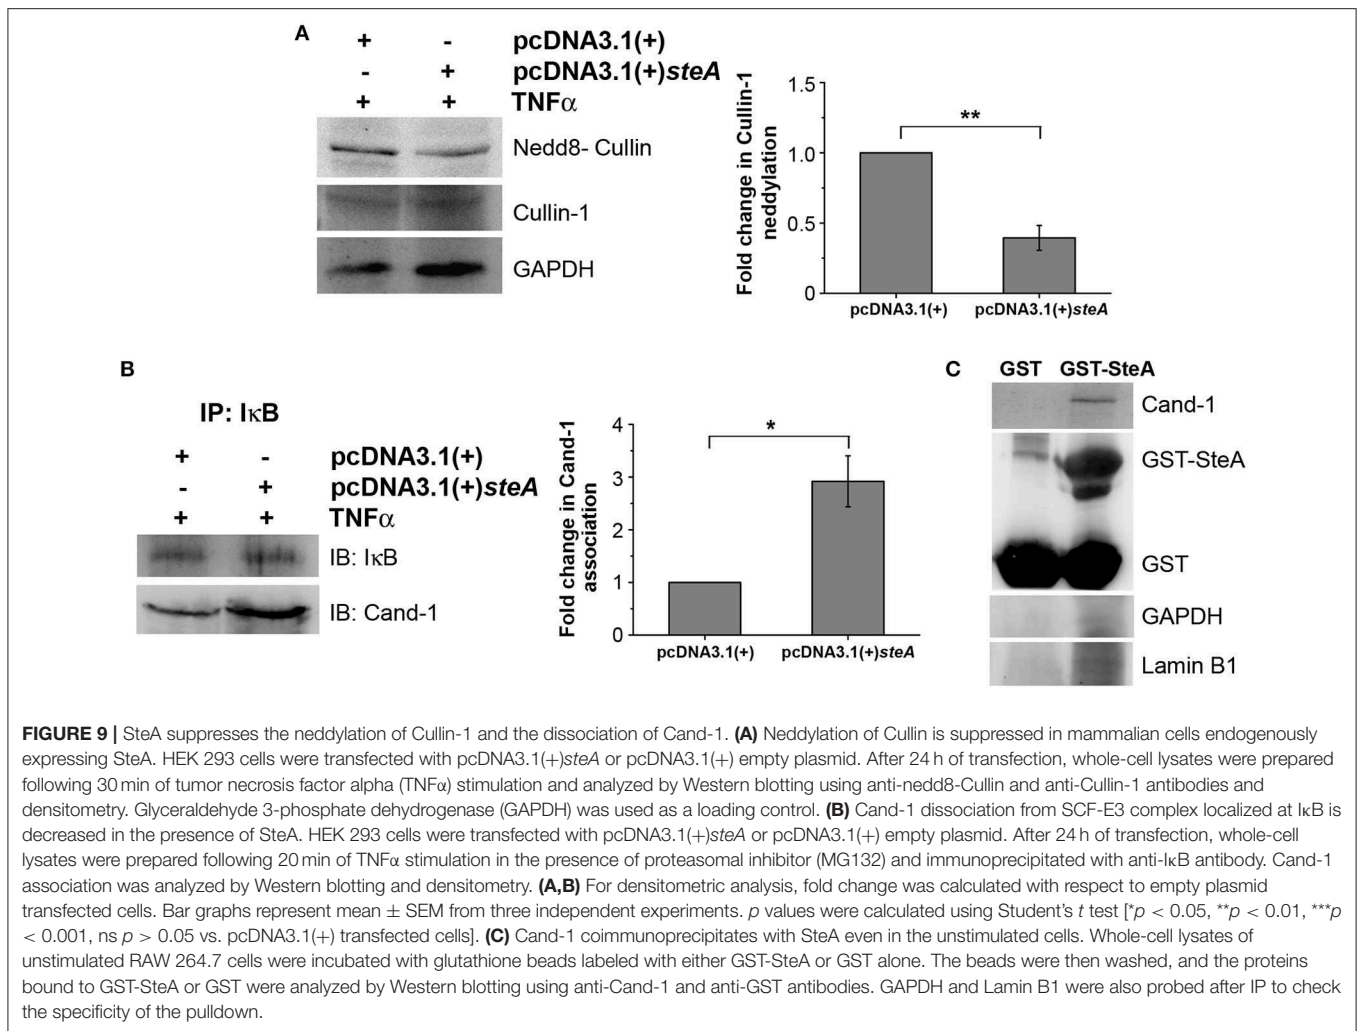 A
+ - pcDNA3.1(+)
- + pcDNA3.1(+)steA
+ + TNFα
Nedd8- Cullin
Cullin-1
GAPDH
Fold change in Cullin-1
neddylation
1.5
1.0
0.5
0
**
pcDNA3.1(+) pcDNA3.1(+)steA
B
IP: IκB
+ - pcDNA3.1(+)
- + pcDNA3.1(+)steA
+ + TNFα
IB: IκB
IB: Cand-1
Fold change in Cand-1
association
4
3
2
1
0
*
pcDNA3.1(+) pcDNA3.1(+)steA
C GST GST-SteA
Cand-1
GST-SteA
GST
GAPDH
Lamin B1
FIGURE 9 | SteA suppresses the neddylation of Cullin-1 and the dissociation of Cand-1. (A) Neddylation of Cullin is suppressed in mammalian cells endogenously
expressing SteA. HEK 293 cells were transfected with pcDNA3.1(+)steA or pcDNA3.1(+) empty plasmid. After 24 h of transfection, whole-cell lysates were prepared
following 30 min of tumor necrosis factor alpha (TNFα) stimulation and analyzed by Western blotting using anti-nedd8-Cullin and anti-Cullin-1 antibodies and
densitometry. Glyceraldehyde 3-phosphate dehydrogenase (GAPDH) was used as a loading control. (B) Cand-1 dissociation from SCF-E3 complex localized at IκB is
decreased in the presence of SteA. HEK 293 cells were transfected with pcDNA3.1(+)steA or pcDNA3.1(+) empty plasmid. After 24 h of transfection, whole-cell
lysates were prepared following 20 min of TNFα stimulation in the presence of proteasomal inhibitor (MG132) and immunoprecipitated with anti-IκB antibody. Cand-1
association was analyzed by Western blotting and densitometry. (A,B) For densitometric analysis, fold change was calculated with respect to empty plasmid
transfected cells. Bar graphs represent mean ± SEM from three independent experiments. p values were calculated using Student's t test [*p < 0.05, **p < 0.01, ***p
< 0.001, ns p > 0.05 vs. pcDNA3.1(+) transfected cells]. (C) Cand-1 coimmunoprecipitates with SteA even in the unstimulated cells. Whole-cell lysates of
unstimulated RAW 264.7 cells were incubated with glutathione beads labeled with either GST-SteA or GST alone. The beads were then washed, and the proteins
bound to GST-SteA or GST were analyzed by Western blotting using anti-Cand-1 and anti-GST antibodies. GAPDH and Lamin B1 were also probed after IP to check
the specificity of the pulldown.